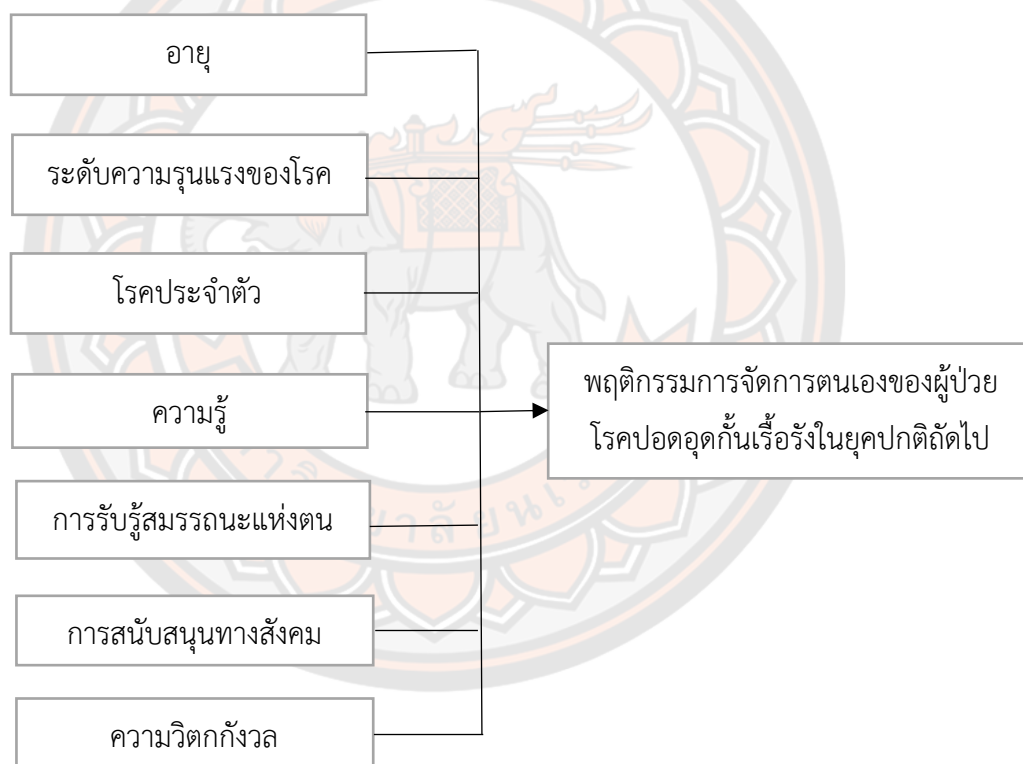 อายุ
ระดับความรุนแรงของโรค
โรคประจำตัว
ความรู้
การรับรู้สมรรถนะแห่งตน
การสนับสนุนทางสังคม
ความวิตกกังวล
พฤติกรรมการจัดการตนเองของผู้ป่วย
โรคปอดอุดกั้นเรื้อรังในยุคปกติถัดไป